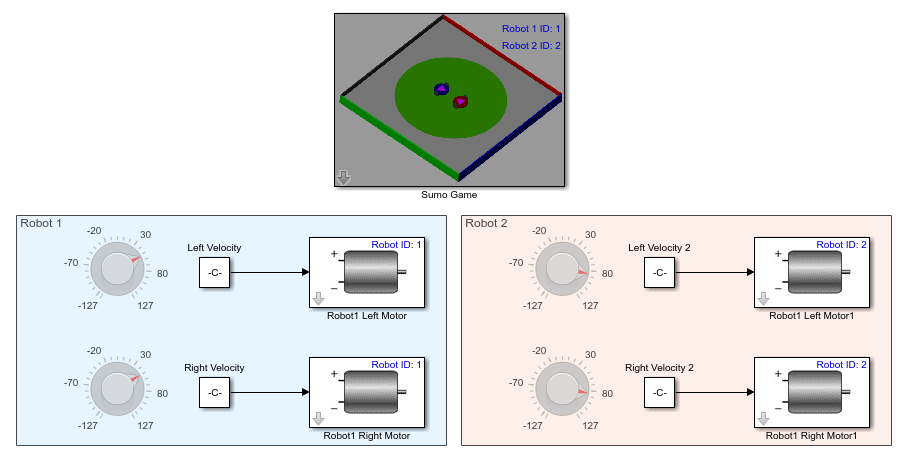 Robot 1 ID: 1
Robot 2 ID: 2
Sumo Game
Robot 1
-20
30
-70
80
-127
127
Left Velocity
-C-
Robot ID: 1
+
−
Robot1 Left Motor
-20
30
-70
80
-127
127
Right Velocity
-C-
Robot ID: 1
+
−
Robot1 Right Motor
Robot 2
-20
30
-70
80
-127
127
Left Velocity 2
-C-
Robot ID: 2
+
−
Robot1 Left Motor1
-20
30
-70
80
-127
127
Right Velocity 2
-C-
Robot ID: 2
+
−
Robot1 Right Motor1